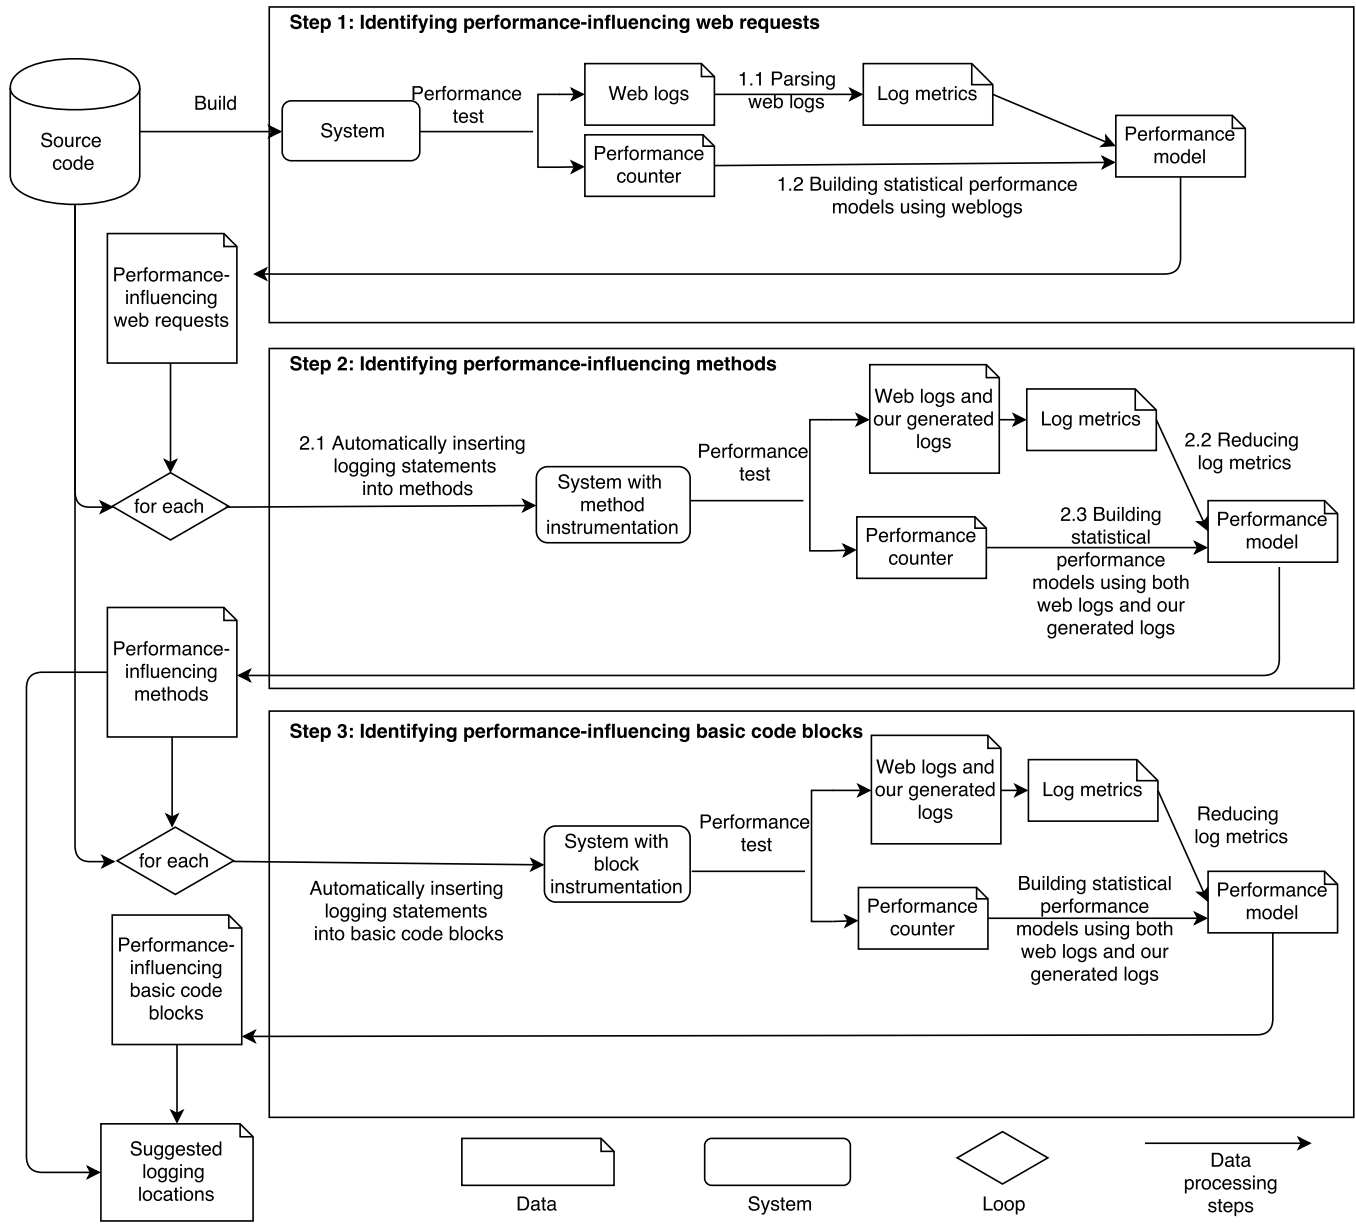 Step 1: Identifying performance-influencing web requests
Source
code
Build
System
Performance
test
Web logs
Performance
counter
1.1 Parsing
web logs
Log metrics
1.2 Building statistical performance
models using weblogs
Performance
model
Performance-
influencing
web requests
Step 2: Identifying performance-influencing methods
for each
2.1 Automatically inserting
logging statements
into methods
System with
method
instrumentation
Performance
test
Web logs and
our generated
logs
Performance
counter
Log metrics
2.2 Reducing
log metrics
2.3 Building
statistical
performance
models using both
web logs and our
generated logs
Performance
model
Performance-
influencing
methods
Step 3: Identifying performance-influencing basic code blocks
for each
Automatically inserting
logging statements
into basic code blocks
System with
block
instrumentation
Performance
test
Web logs and
our generated
logs
Performance
counter
Log metrics
Reducing
log metrics
Building statistical
performance
models using both
web logs and our
generated logs
Performance
model
Performance-
influencing
basic code
blocks
Suggested
logging
locations
Data
System
Loop
Data
processing
steps